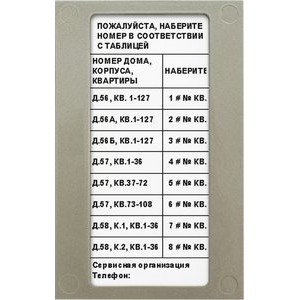 ПОЖАЛУЙСТА, НАБЕРИТЕ
НОМЕР В СООТВЕТСТВИИ
С ТАБЛИЦЕЙ
НОМЕР ДОМА,
КОРПУСА, НАБЕРИТЕ
КВАРТИРЫ
Д.56, КВ. 1-127 1 # № КВ.
Д.56А, КВ.1-127 2 # № КВ.
Д.56Б, КВ.1-127 3 # № КВ.
Д.57, КВ.1-36 4 # № КВ.
Д.57, КВ.37-72 5 # № КВ.
Д.57, КВ.73-108 6 # № КВ.
Д.58, К.1, КВ.1-36 7 # № КВ.
Д.58, К.2, КВ.1-36 8 # № КВ.
Сервисная организация
Телефон: